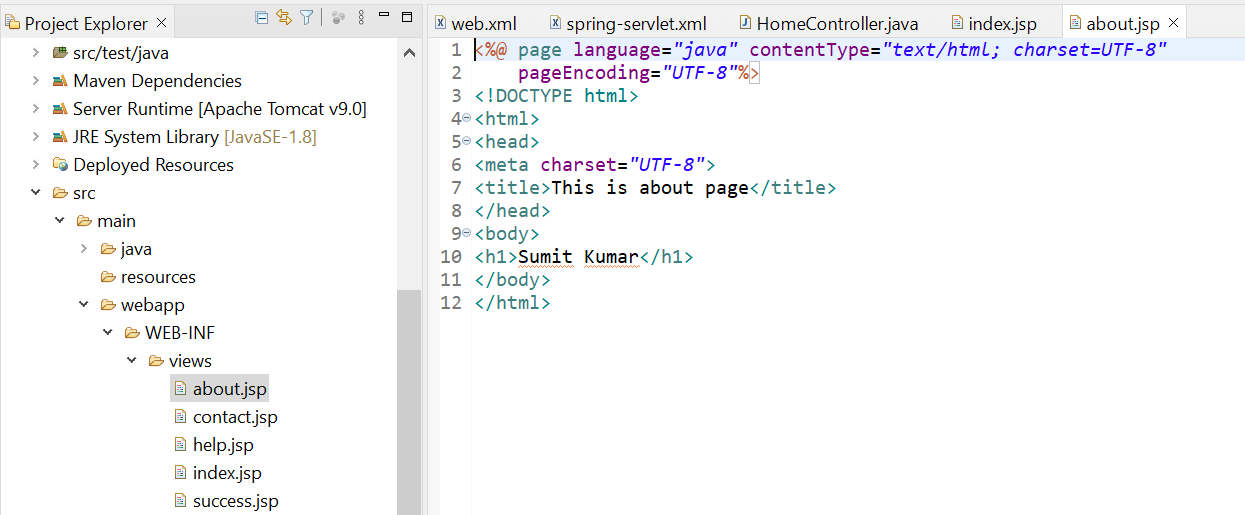 Project Explorer
src/test/java
Maven Dependencies
Server Runtime [Apache Tomcat v9.0]
JRE System Library [JavaSE-1.8]
Deployed Resources
src
main
java
resources
webapp
WEB-INF
views
about.jsp
contact.jsp
help.jsp
index.jsp
success.jsp
web.xml spring-servlet.xml HomeController.java index.jsp about.jsp
1 <%@ page language="java" contentType="text/html; charset=UTF-8"
2 pageEncoding="UTF-8"%>
3 <!DOCTYPE html>
4 <html>
5 <head>
6 <meta charset="UTF-8">
7 <title>This is about page</title>
8 </head>
9 <body>
10 <h1>Sumit Kumar</h1>
11 </body>
12 </html>